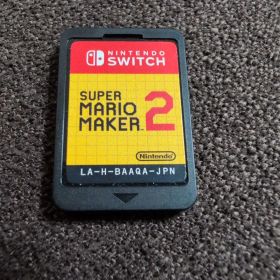 NINTENDO
SWITCH
SUPER
MARIO
MAKER 2
Nintendo
LA-H-BAAQA-JPN